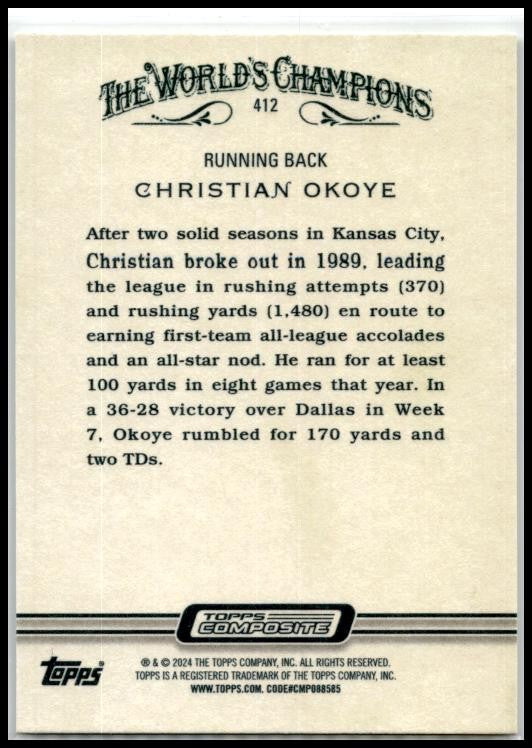 THE WORLD'S CHAMPIONS
412
RUNNING BACK
CHRISTIAN OKOYE
After two solid seasons in Kansas City,
Christian broke out in 1989, leading
the league in rushing attempts (370)
and rushing yards (1,480) en route to
earning first-team all-league accolades
and an all-star nod. He ran for at least
100 yards in eight games that year. In
a 36-28 victory over Dallas in Week
7, Okoye rumbled for 170 yards and
two TDs.
TOPPS
COMPOSITE
topps
® & © 2024 THE TOPPS COMPANY, INC. ALL RIGHTS RESERVED.
TOPPS IS A REGISTERED TRADEMARK OF THE TOPPS COMPANY, INC.
WWW.TOPPS.COM. CODE#CMP088585